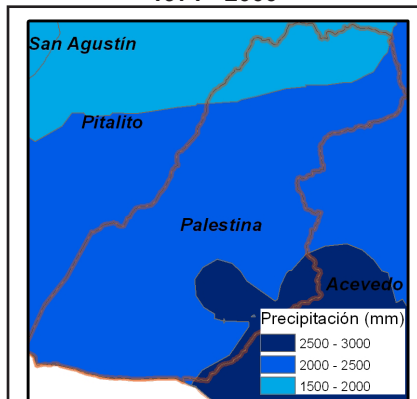 San Agustín
Pitalito
Palestina
Acevedo
Precipitación (mm)
2500 - 3000
2000 - 2500
1500 - 2000